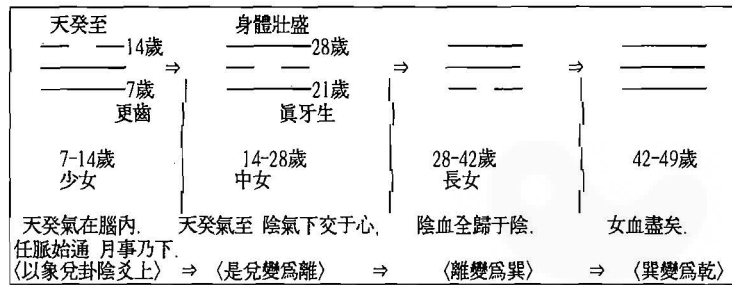 天癸至 身體壯盛
14歲 ⇒ 28歲 ⇒ ⇒
7歲 21歲
更齒 眞牙生
7-14歲 14-28歲 28-42歲 42-49歲
少女 中女 長女
天癸氣在腦內. 天癸氣至 陰氣下交于心, 陰血全歸于陰. 女血盡矣.
任脈始通 月事乃下.
〈以象兌卦陰爻上〉 ⇒ 〈是兌變爲離〉 ⇒ 〈離變爲巽〉 ⇒ 〈巽變爲乾〉